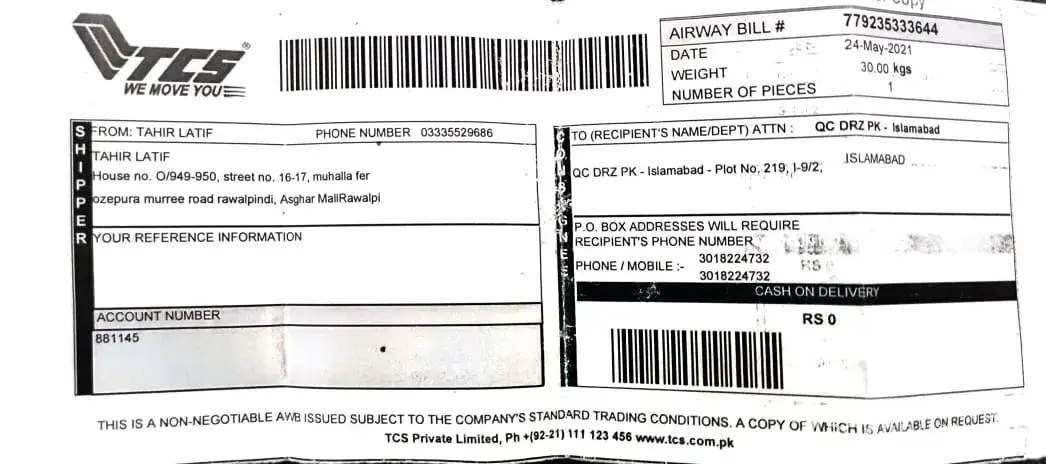 Copy
TCS®
WE MOVE YOU
AIRWAY BILL # 779235333644
DATE 24-May-2021
WEIGHT 30.00 kgs
NUMBER OF PIECES 1
SHIPPER
FROM: TAHIR LATIF PHONE NUMBER 03335529686
TAHIR LATIF
House no. O/949-950, street no. 16-17, muhalla fer
ozepura murree road rawalpindi, Asghar MallRawalpi
YOUR REFERENCE INFORMATION
ACCOUNT NUMBER
881145
CONSIGNEE
TO (RECIPIENT'S NAME/DEPT) ATTN : QC DRZ PK - Islamabad
QC DRZ PK - Islamabad - Plot No, 219, I-9/2, ISLAMABAD
P.O. BOX ADDRESSES WILL REQUIRE
RECIPIENT'S PHONE NUMBER
PHONE / MOBILE :- 3018224732
3018224732
RS 0
CASH ON DELIVERY
RS 0
THIS IS A NON-NEGOTIABLE AWB ISSUED SUBJECT TO THE COMPANY'S STANDARD TRADING CONDITIONS. A COPY OF WHICH IS AVAILABLE ON REQUEST.
TCS Private Limited, Ph +(92-21) 111 123 456 www.tcs.com.pk